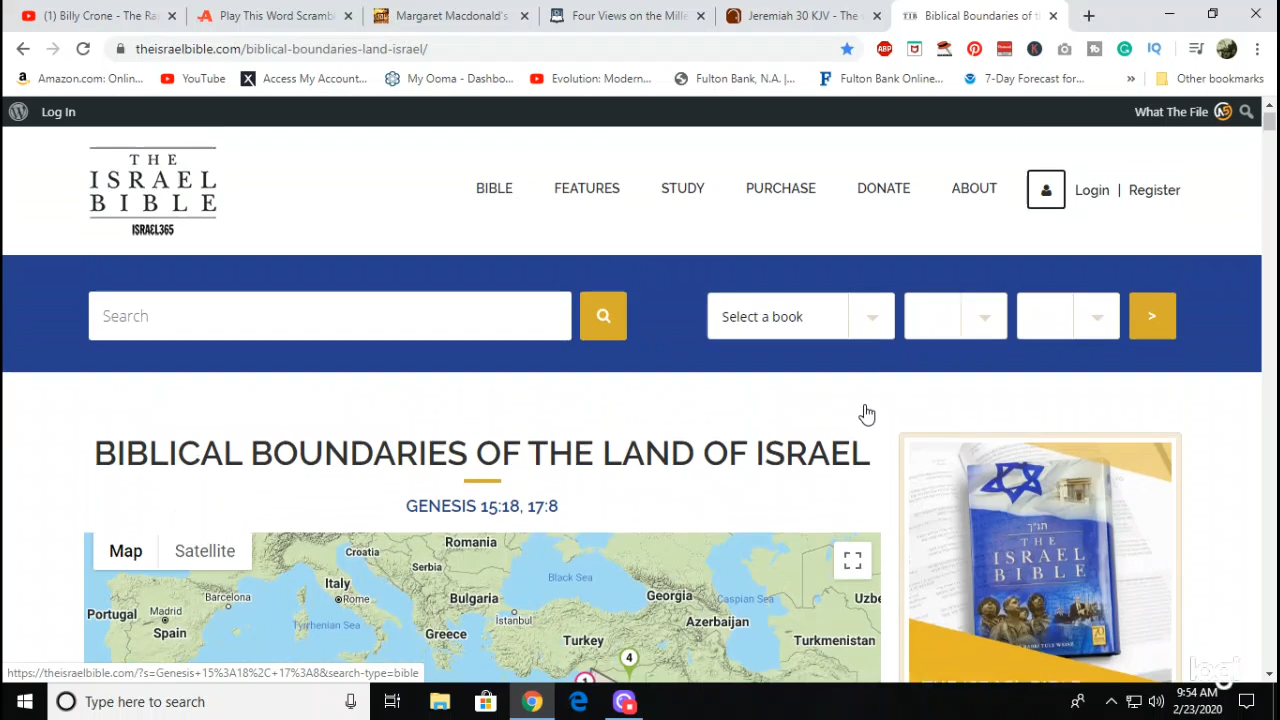 (1) Billy Crone - The Ra
Play This Word Scrambl
Margaret Macdonald's
Four Views on the Mille
Jeremiah 30 KJV - The
Biblical Boundaries of th
theisraelbible.com/biblical-boundaries-land-israel/
Amazon.com: Onlin...
YouTube
Access My Account...
My Ooma - Dashbo...
Evolution: Modern...
Fulton Bank, N.A. |...
Fulton Bank Online...
7-Day Forecast for...
Other bookmarks
Log In
What The File
THE
ISRAEL
BIBLE
ISRAEL365
BIBLE
FEATURES
STUDY
PURCHASE
DONATE
ABOUT
Login | Register
Search
Select a book
>
BIBLICAL BOUNDARIES OF THE LAND OF ISRAEL
GENESIS 15:18, 17:8
Map
Satellite
Romania
Croatia
Serbia
Black Sea
Georgia
Caspian Sea
Uzbe
Italy
Rome
Barcelona
Bulgaria
Istanbul
Azerbaijan
Portugal
Madrid
Spain
Tyrrhenian Sea
Greece
Turkey
Turkmenistan
4
תנ״ך
THE
ISRAEL
BIBLE
https://theisraelbible.com/?s=Genesis+15%3A18%2C+17%3A8&search-type=bible
Type here to search
9:54 AM
2/23/2020